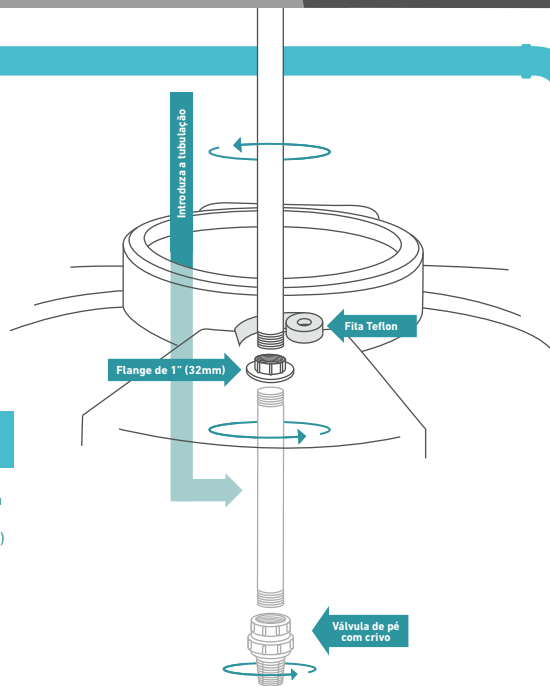 Introduza a tubulação
Fita Teflon
Flange de 1" (32mm)
)
Válvula de pé
com crivo